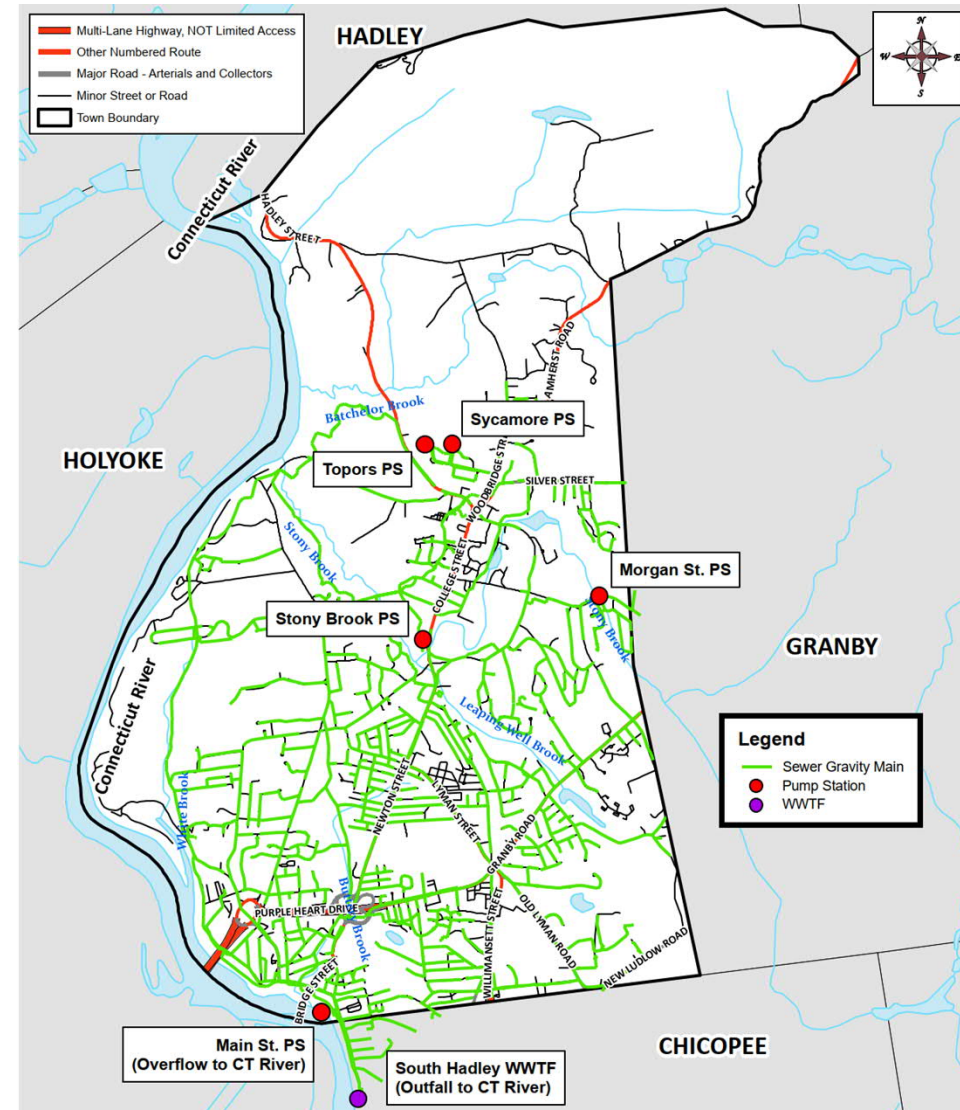 Multi-Lane Highway, NOT Limited Access
Other Numbered Route
Major Road - Arterials and Collectors
Minor Street or Road
Town Boundary
HADLEY
N
W
E
S
Connecticut River
HADLEY STREET
AMHERST ROAD
Batchelor Brook
Sycamore PS
HOLYOKE
Topors PS
WOODBRIDGE STRE
SILVER STREET
Stony Brook
COLLEGE STREET
Morgan St. PS
Stony Brook PS
Stony Brook
GRANBY
Connecticut River
Leaping Well Brook
Legend
Sewer Gravity Main
Pump Station
WWTF
White Brook
NEWTON STREET
LYMAN STREET
GRANBY ROAD
PURPLE HEART DRIVE
Brook
WILLIMANSETT STREET
OLD LYMAN ROAD
NEW LUDLOW ROAD
BRIDGE STREET
Main St. PS
(Overflow to CT River)
South Hadley WWTF
(Outfall to CT River)
CHICOPEE